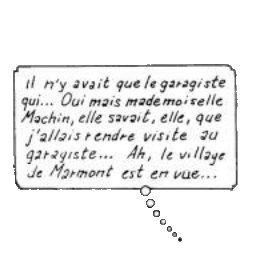 Il n'y avait que le garagiste
qui... Oui mais mademoiselle
Machin, elle savait, elle, que
j'allais rendre visite au
garagiste... Ah, le village
de Marmont est en vue...